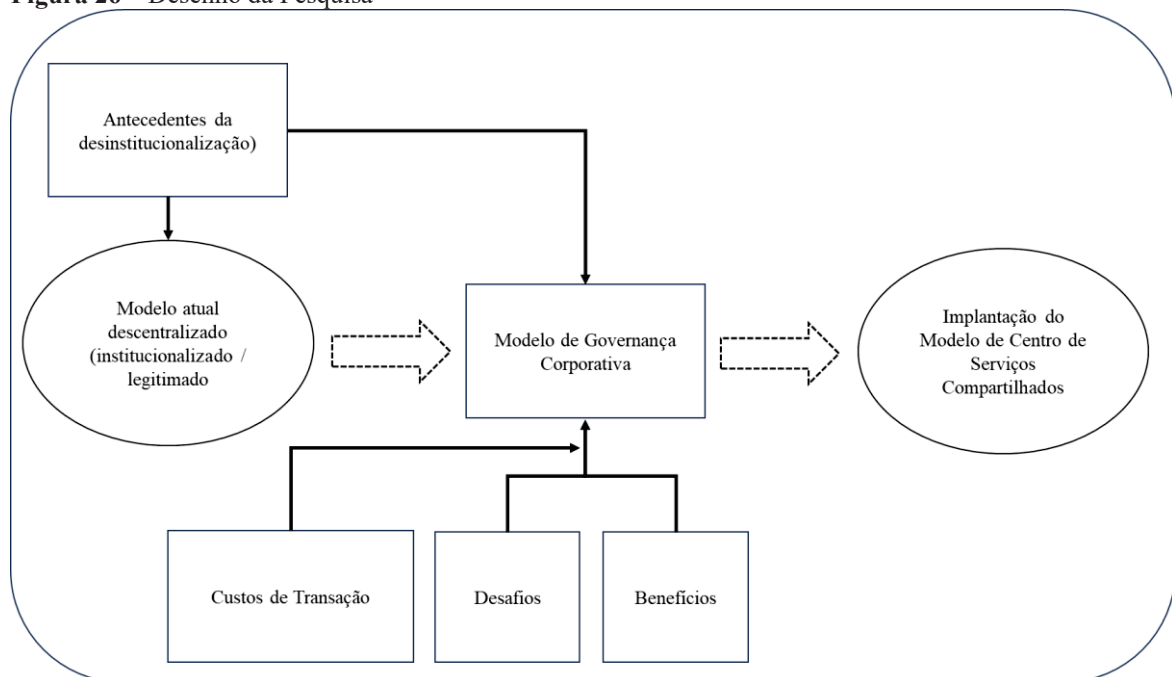 Figura 20 – Desenho da Pesquisa
Antecedentes da
desinstitucionalização)
Modelo atual
descentralizado
(institucionalizado /
legitimado
Modelo de Governança
Corporativa
Implantação do
Modelo de Centro de
Serviços
Compartilhados
Custos de Transação
Desafios
Benefícios